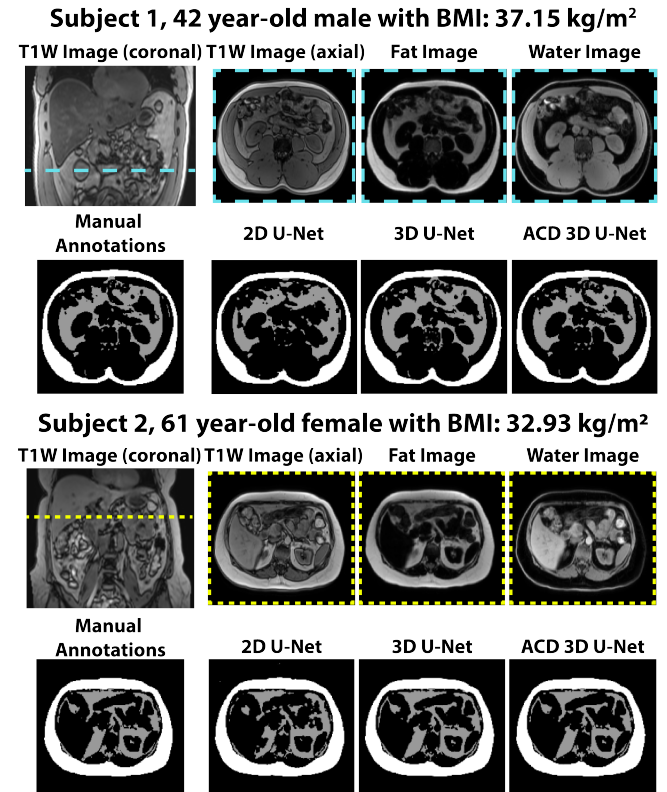 Subject 1, 42 year-old male with BMI: 37.15 kg/m²
T1W Image (coronal) T1W Image (axial) Fat Image Water Image
Manual
Annotations
2D U-Net 3D U-Net ACD 3D U-Net
Subject 2, 61 year-old female with BMI: 32.93 kg/m²
T1W Image (coronal) T1W Image (axial) Fat Image Water Image
Manual
Annotations
2D U-Net 3D U-Net ACD 3D U-Net